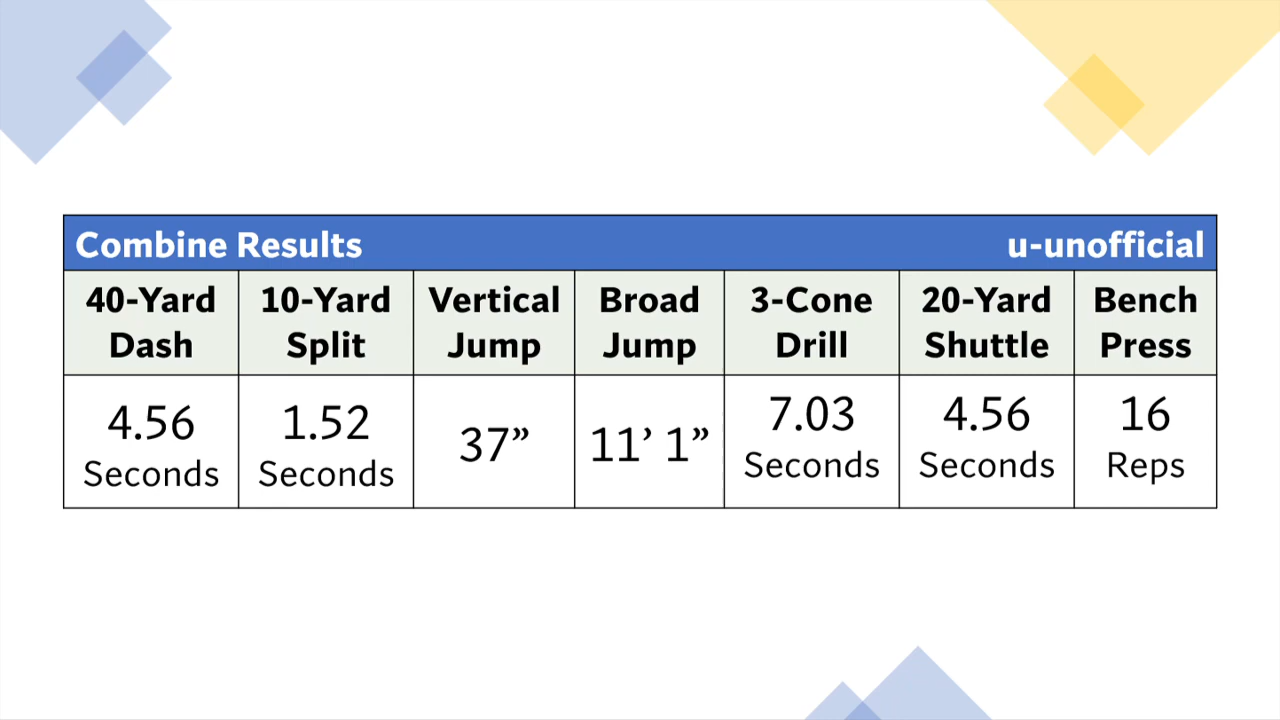 Combine Results u-unofficial
40-Yard Dash 10-Yard Split Vertical Jump Broad Jump 3-Cone Drill 20-Yard Shuttle Bench Press
4.56 Seconds 1.52 Seconds 37” 11’ 1” 7.03 Seconds 4.56 Seconds 16 Reps